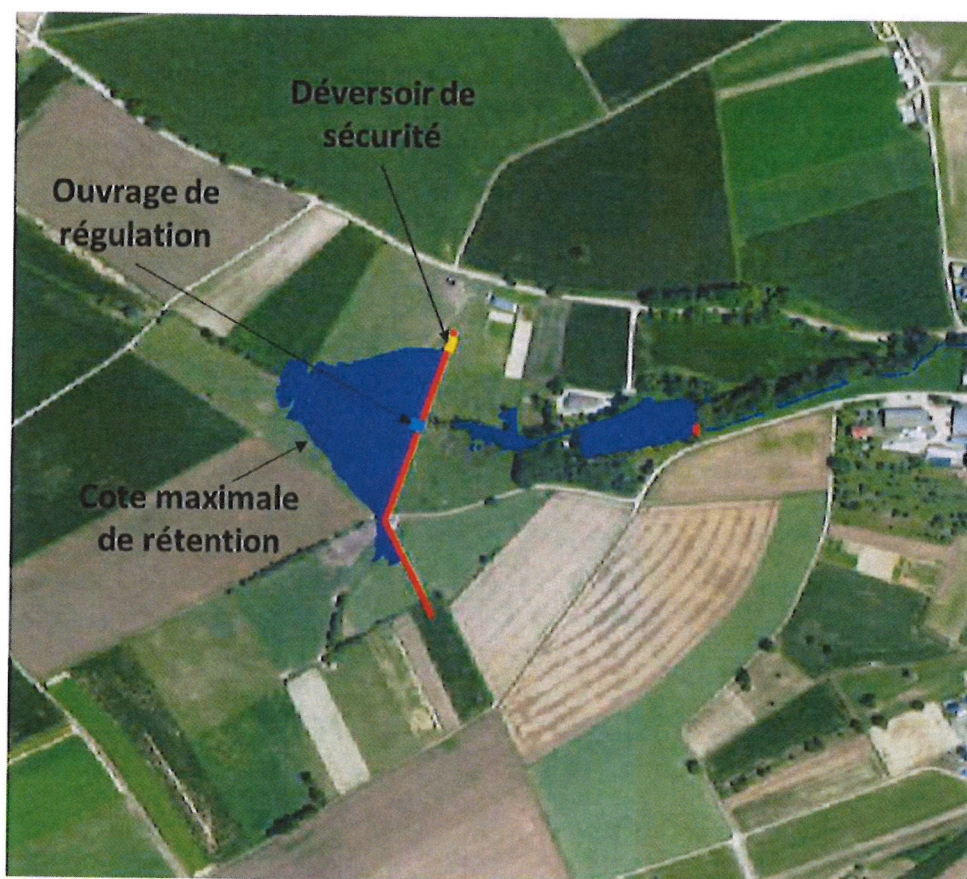 Déversoir de
sécurité
Ouvrage de
régulation
Cote maximale
de rétention